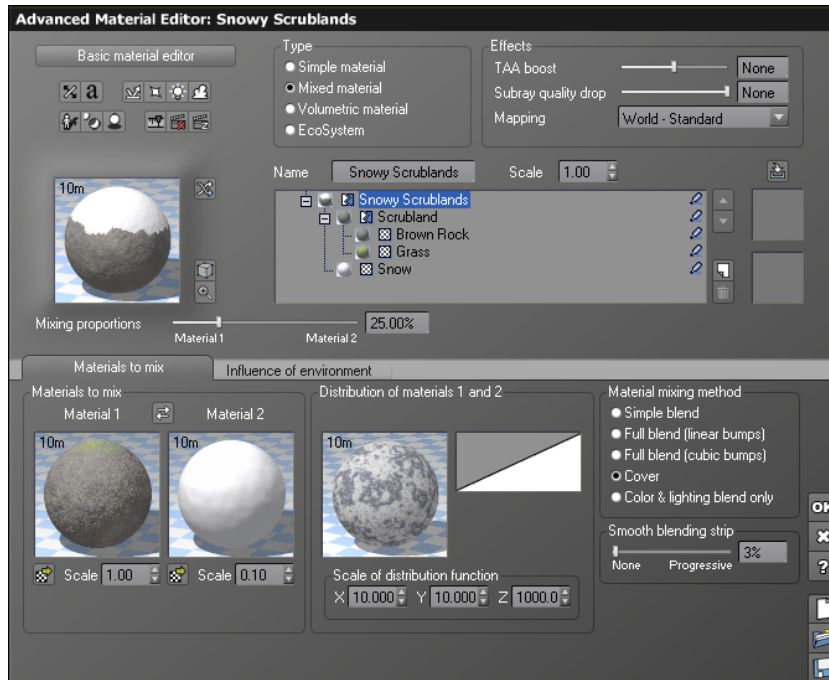 Advanced Material Editor: Snowy Scrublands
Basic material editor
a
Type
Simple material
Mixed material
Volumetric material
EcoSystem
Effects
TAA boost None
Subray quality drop None
Mapping World - Standard
Name Snowy Scrublands Scale 1.00
10m
Snowy Scrublands
Scrubland
Brown Rock
Grass
Snow
Mixing proportions 25.00%
Material 1 Material 2
Materials to mix Influence of environment
Materials to mix
Material 1 Material 2
10m 10m
Scale 1.00 Scale 0.10
Distribution of materials 1 and 2
10m
Scale of distribution function
X 10.000 Y 10.000 Z 1000.0
Material mixing method
Simple blend
Full blend (linear bumps)
Full blend (cubic bumps)
Cover
Color & lighting blend only
Smooth blending strip
3%
None Progressive
OK
?